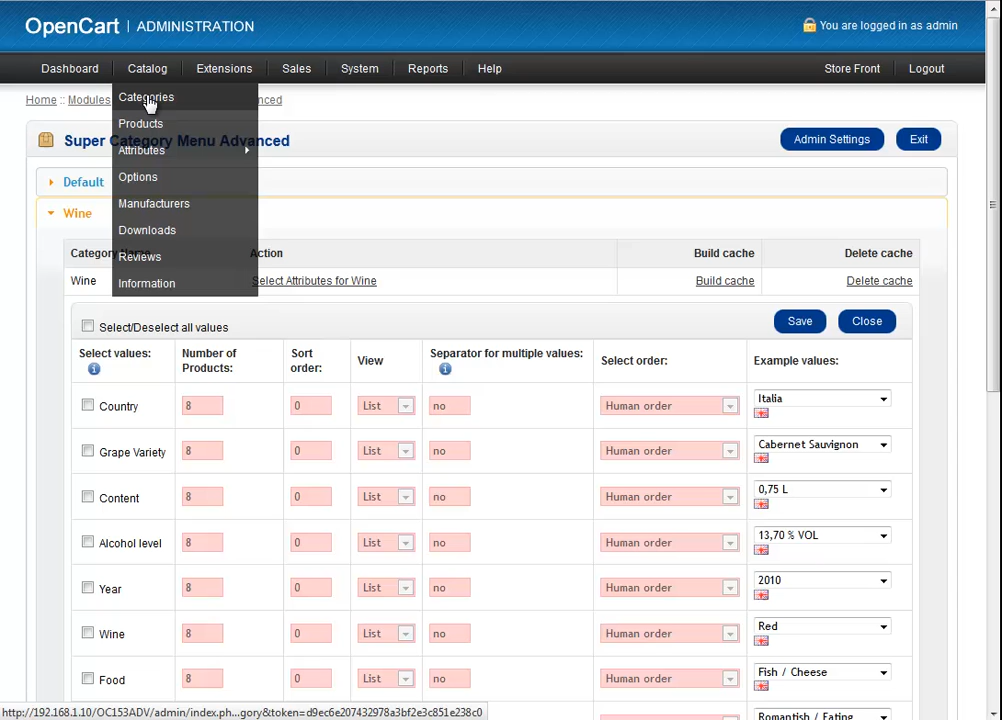 OpenCart | ADMINISTRATION
You are logged in as admin
Dashboard Catalog Extensions Sales System Reports Help Store Front Logout
Home :: Modules
Categories
Products
Attributes
Options
Manufacturers
Downloads
Reviews
Information
Super Category Menu Advanced
Admin Settings Exit
Default
Wine
Action Build cache Delete cache
Wine Select Attributes for Wine Build cache Delete cache
Select/Deselect all values Save Close
Select values: Number of Products: Sort order: View Separator for multiple values: Select order: Example values:
Country 8 0 List no Human order Italia
Grape Variety 8 0 List no Human order Cabernet Sauvignon
Content 8 0 List no Human order 0,75 L
Alcohol level 8 0 List no Human order 13,70 % VOL
Year 8 0 List no Human order 2010
Wine 8 0 List no Human order Red
Food 8 0 List no Human order Fish / Cheese
Romantish / Eating
http://192.168.1.10/OC153ADV/admin/index.ph...gory&token=d9ec6e207432978a3bf2e3c851e238c0